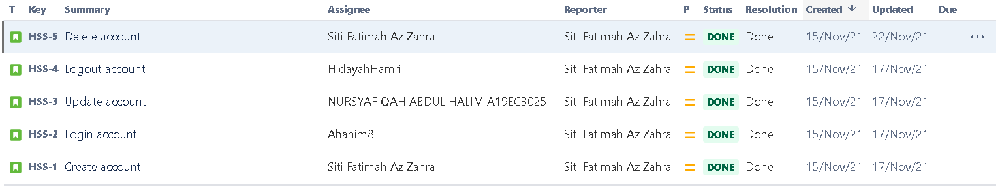 T Key Summary Assignee Reporter P Status Resolution Created Updated Due
HSS-5 Delete account Siti Fatimah Az Zahra Siti Fatimah Az Zahra DONE Done 15/Nov/21 22/Nov/21
HSS-4 Logout account HidayahHamri Siti Fatimah Az Zahra DONE Done 15/Nov/21 17/Nov/21
HSS-3 Update account NURSYAFIQAH ABDUL HALIM A19EC3025 Siti Fatimah Az Zahra DONE Done 15/Nov/21 17/Nov/21
HSS-2 Login account Ahanim8 Siti Fatimah Az Zahra DONE Done 15/Nov/21 17/Nov/21
HSS-1 Create account Siti Fatimah Az Zahra Siti Fatimah Az Zahra DONE Done 15/Nov/21 17/Nov/21